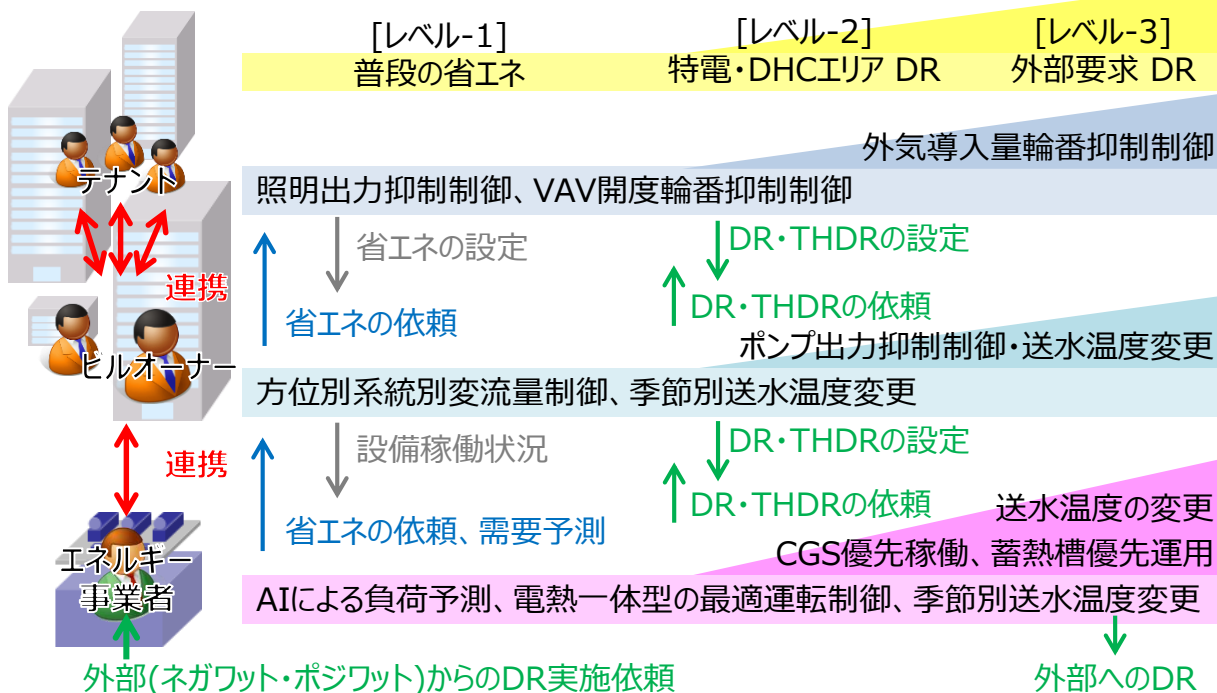 [レベル-1]
普段の省エネ
[レベル-2]
特電・DHCエリア DR
[レベル-3]
外部要求 DR
テナント
連携
外気導入量輪番抑制制御
照明出力抑制制御、VAV開度輪番抑制制御
省エネの設定
省エネの依頼
DR・THDRの設定
DR・THDRの依頼
ビルオーナー
連携
ポンプ出力抑制制御・送水温度変更
方位別系統別変流量制御、季節別送水温度変更
設備稼働状況
省エネの依頼、需要予測
DR・THDRの設定
DR・THDRの依頼
エネルギー
事業者
送水温度の変更
CGS優先稼働、蓄熱槽優先運用
AIによる負荷予測、電熱一体型の最適運転制御、季節別送水温度変更
外部(ネガワット・ポジワット)からのDR実施依頼
外部へのDR